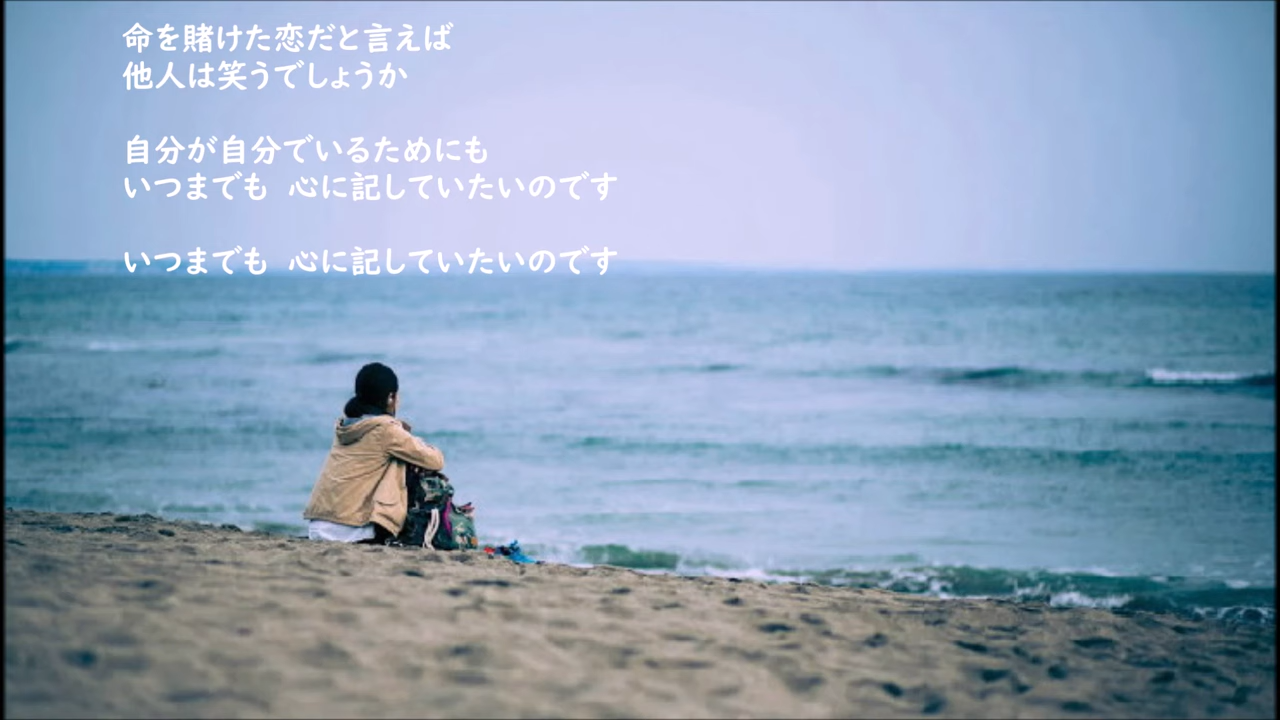 命を賭けた恋だと言えば
他人は笑うでしょうか
自分が自分でいるためにも
いつまでも 心に記していたいのです
いつまでも 心に記していたいのです